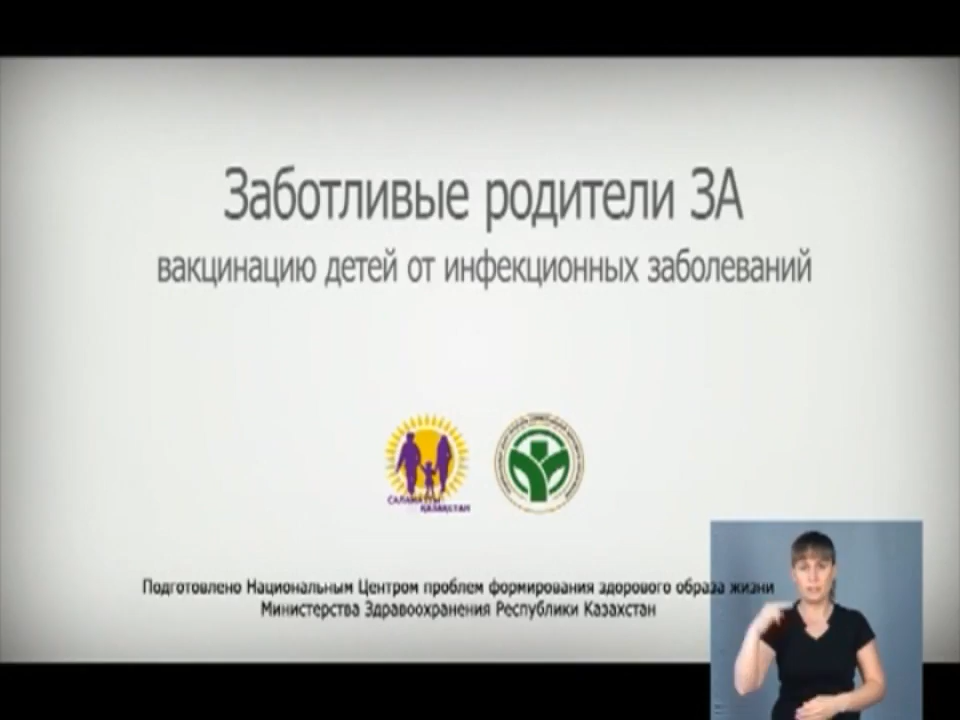 Заботливые родители ЗА
вакцинацию детей от инфекционных заболеваний
САЛАМАТТЫ
ҚАЗАҚСТАН
Подготовлено Национальным Центром проблем формирования здорового образа жизни
Министерства Здравоохранения Республики Казахстан